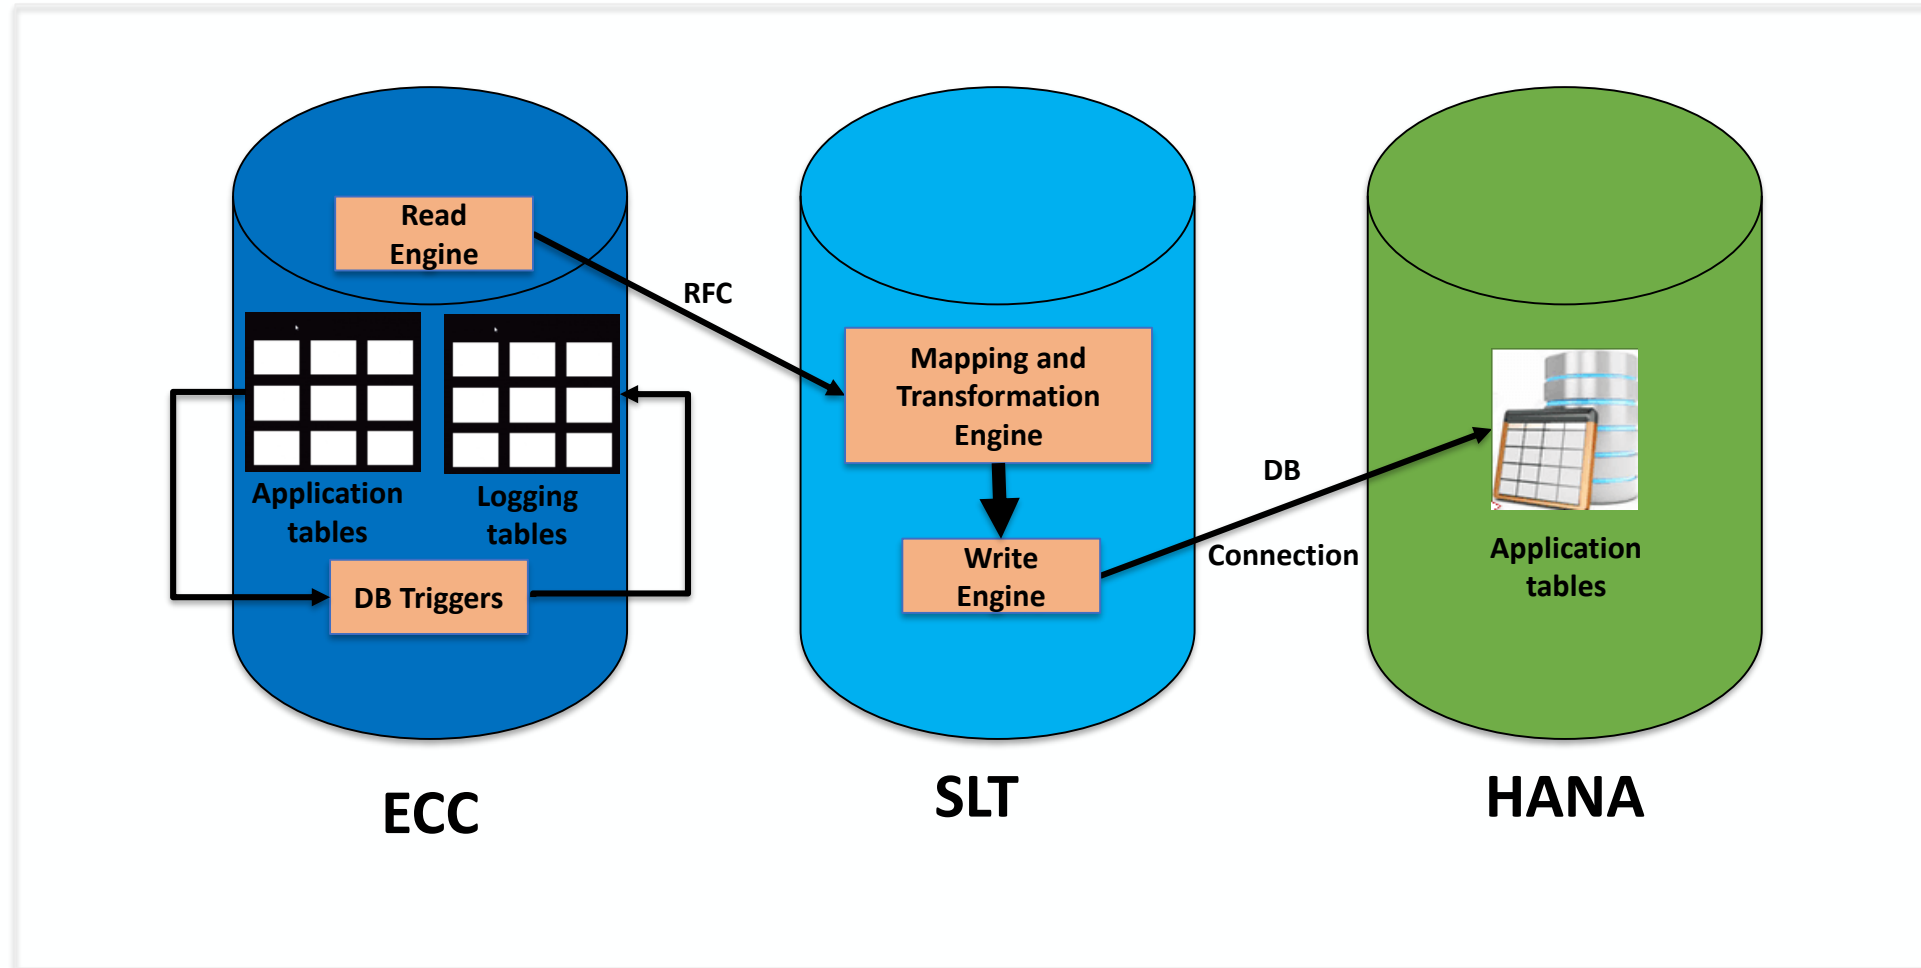 Read
Engine
Application
tables
Logging
tables
DB Triggers
ECC
RFC
Mapping and
Transformation
Engine
Write
Engine
SLT
DB
Connection
Application
tables
HANA